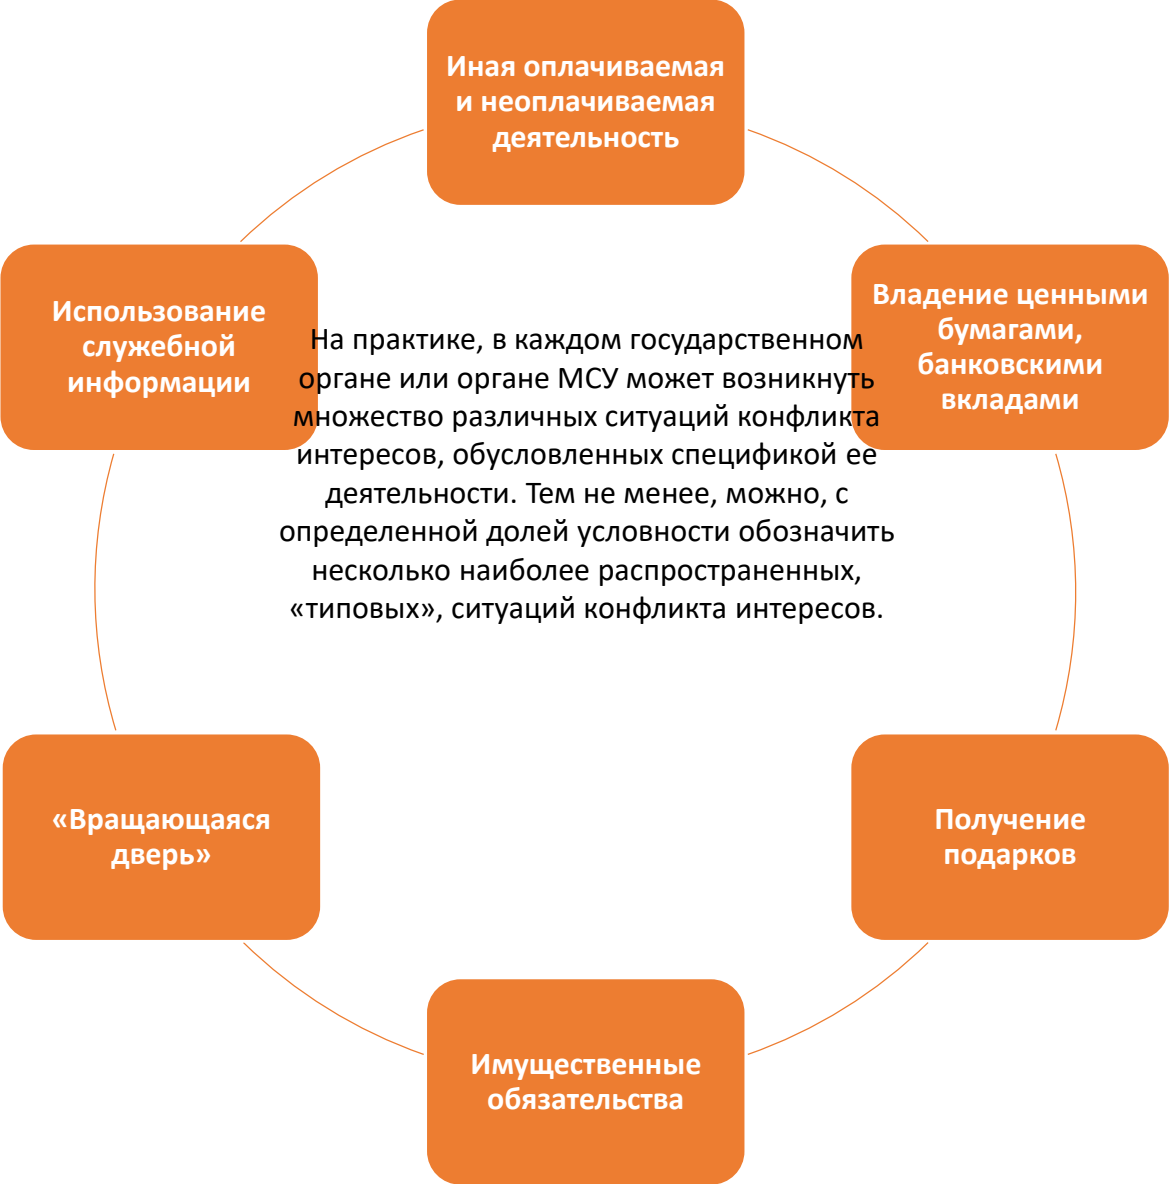 Иная оплачиваемая
и неоплачиваемая
деятельность
Владение ценными
бумагами,
банковскими
вкладами
Получение
подарков
Имущественные
обязательства
«Вращающаяся
дверь»
Использование
служебной
информации
На практике, в каждом государственном
органе или органе МСУ может возникнуть
множество различных ситуаций конфликта
интересов, обусловленных спецификой ее
деятельности. Тем не менее, можно, с
определенной долей условности обозначить
несколько наиболее распространенных,
«типовых», ситуаций конфликта интересов.